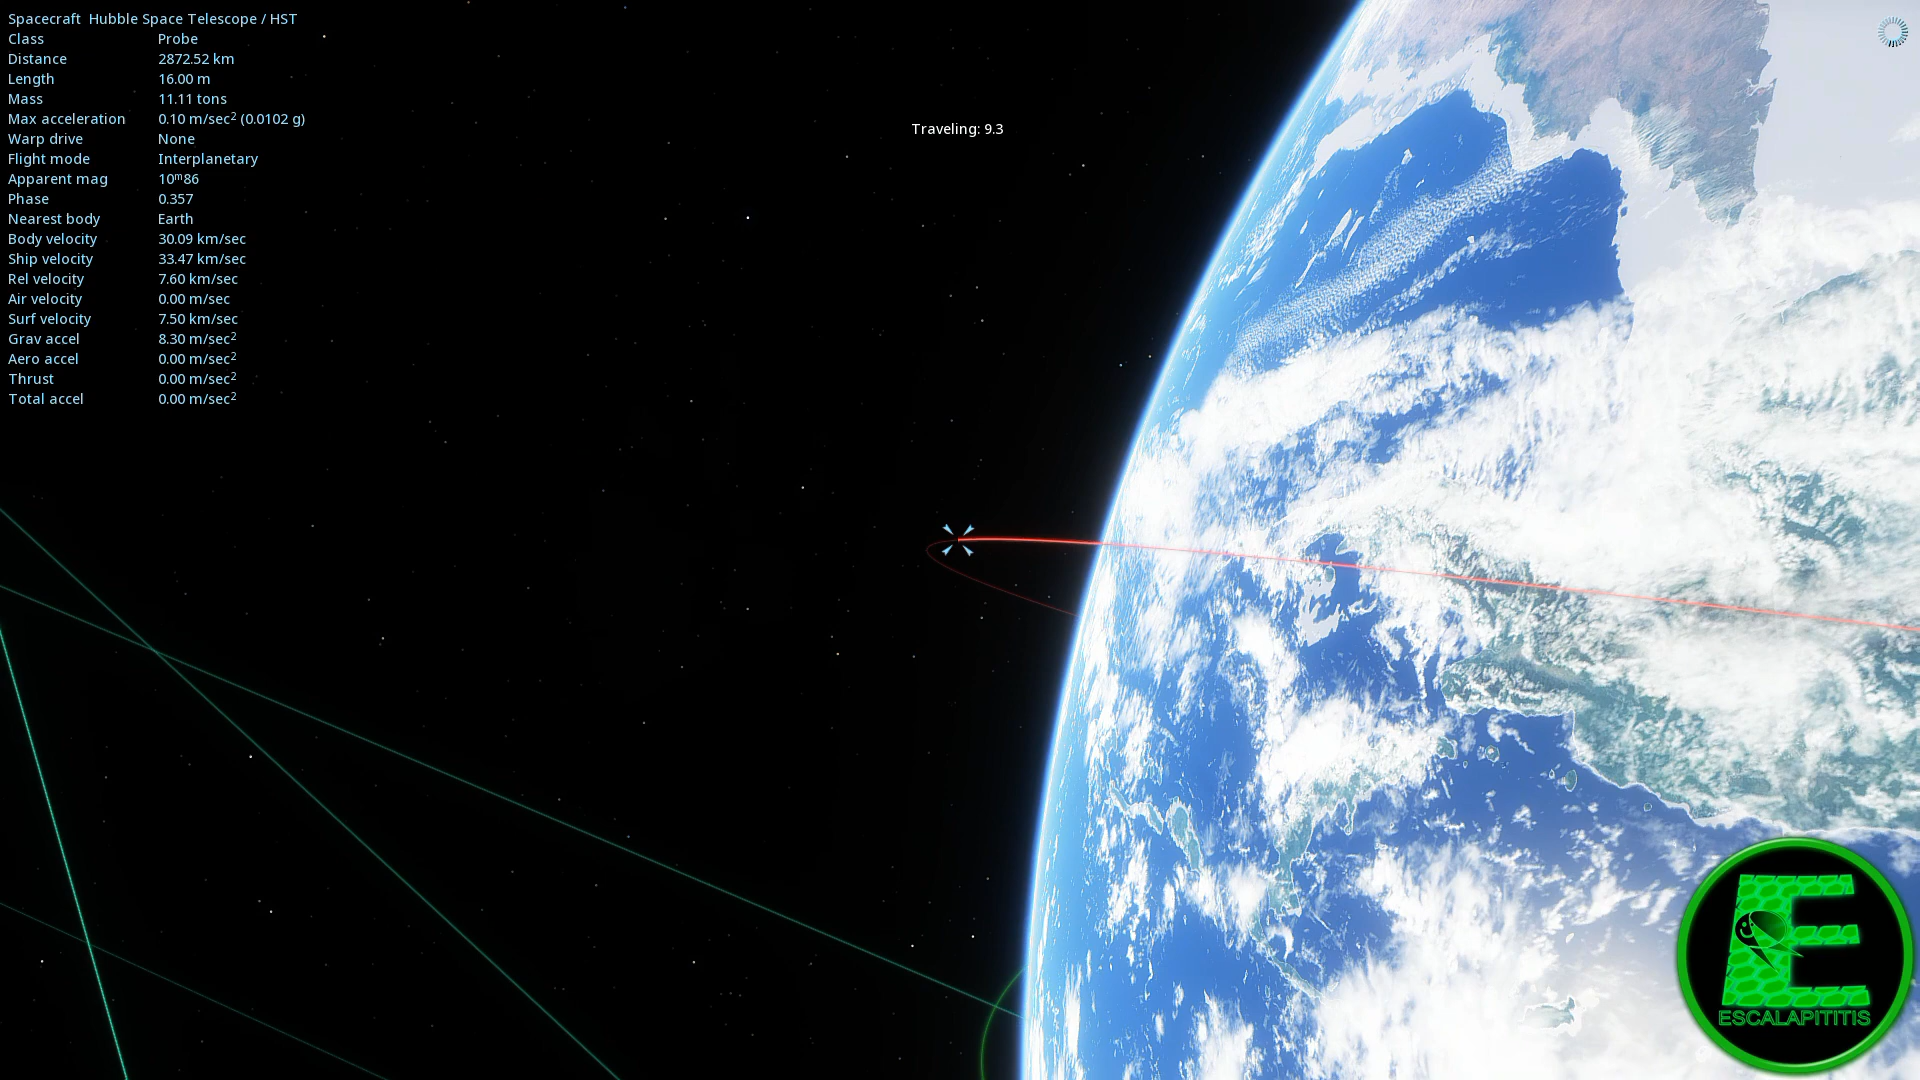 Spacecraft Hubble Space Telescope / HST
Class Probe
Distance 2872.52 km
Length 16.00 m
Mass 11.11 tons
Max acceleration 0.10 m/sec² (0.0102 g)
Warp drive None
Flight mode Interplanetary
Apparent mag 10ᵐ86
Phase 0.357
Nearest body Earth
Body velocity 30.09 km/sec
Ship velocity 33.47 km/sec
Rel velocity 7.60 km/sec
Air velocity 0.00 m/sec
Surf velocity 7.50 km/sec
Grav accel 8.30 m/sec²
Aero accel 0.00 m/sec²
Thrust 0.00 m/sec²
Total accel 0.00 m/sec²
Traveling: 9.3
E
ESCALAPITITIS